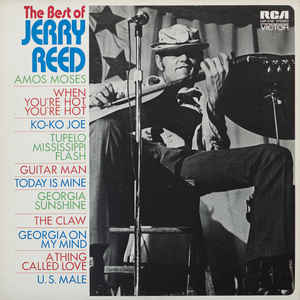 The Best of
JERRY
REED
RCA
VICTOR
AMOS MOSES
WHEN
YOU'RE HOT
YOU'RE HOT
KO-KO JOE
TUPELO
MISSISSIPPI
FLASH
GUITAR MAN
TODAY IS MINE
GEORGIA
SUNSHINE
THE CLAW
GEORGIA ON
MY MIND
A THING
CALLED LOVE
U.S. MALE